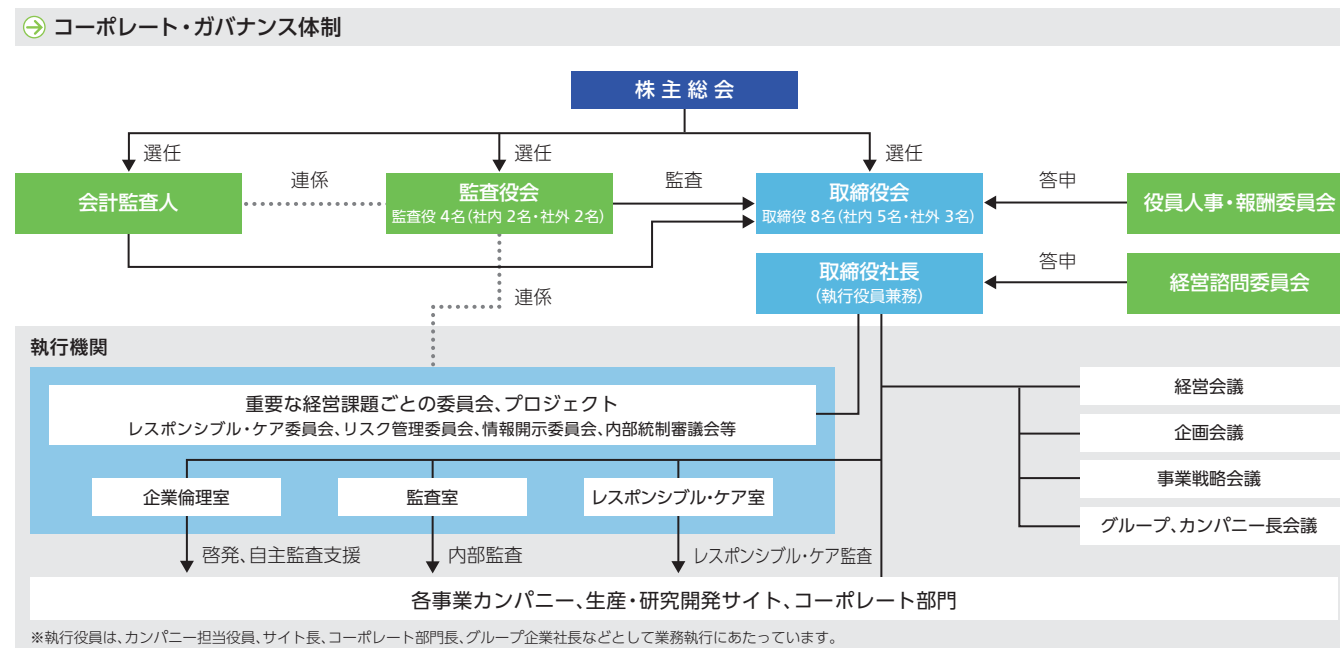 コーポレート・ガバナンス体制
株主総会
選任
選任
選任
会計監査人
連係
監査役会
監査役 4名(社内 2名・社外 2名)
監査
取締役会
取締役 8名(社内 5名・社外 3名)
答申
役員人事・報酬委員会
取締役社長
(執行役員兼務)
答申
経営諮問委員会
連係
執行機関
重要な経営課題ごとの委員会、プロジェクト
レスポンシブル・ケア委員会、リスク管理委員会、情報開示委員会、内部統制審議会等
経営会議
企画会議
事業戦略会議
グループ、カンパニー長会議
企業倫理室
監査室
レスポンシブル・ケア室
啓発、自主監査支援
内部監査
レスポンシブル・ケア監査
各事業カンパニー、生産・研究開発サイト、コーポレート部門
※執行役員は、カンパニー担当役員、サイト長、コーポレート部門長、グループ企業社長などとして業務執行にあたっています。